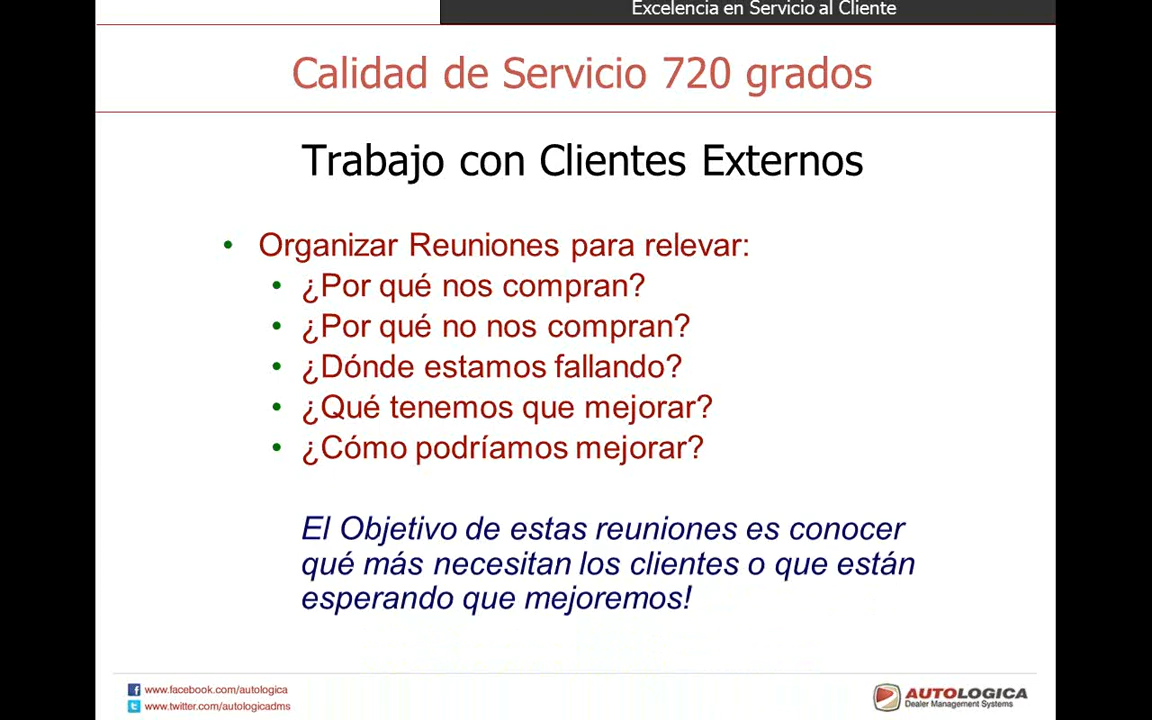 Excelencia en Servicio al Cliente
Calidad de Servicio 720 grados
Trabajo con Clientes Externos
• Organizar Reuniones para relevar:
• ¿Por qué nos compran?
• ¿Por qué no nos compran?
• ¿Dónde estamos fallando?
• ¿Qué tenemos que mejorar?
• ¿Cómo podríamos mejorar?
El Objetivo de estas reuniones es conocer
qué más necesitan los clientes o que están
esperando que mejoremos!
www.facebook.com/autologica
www.twitter.com/autologicadms
AUTOLOGICA
Dealer Management Systems